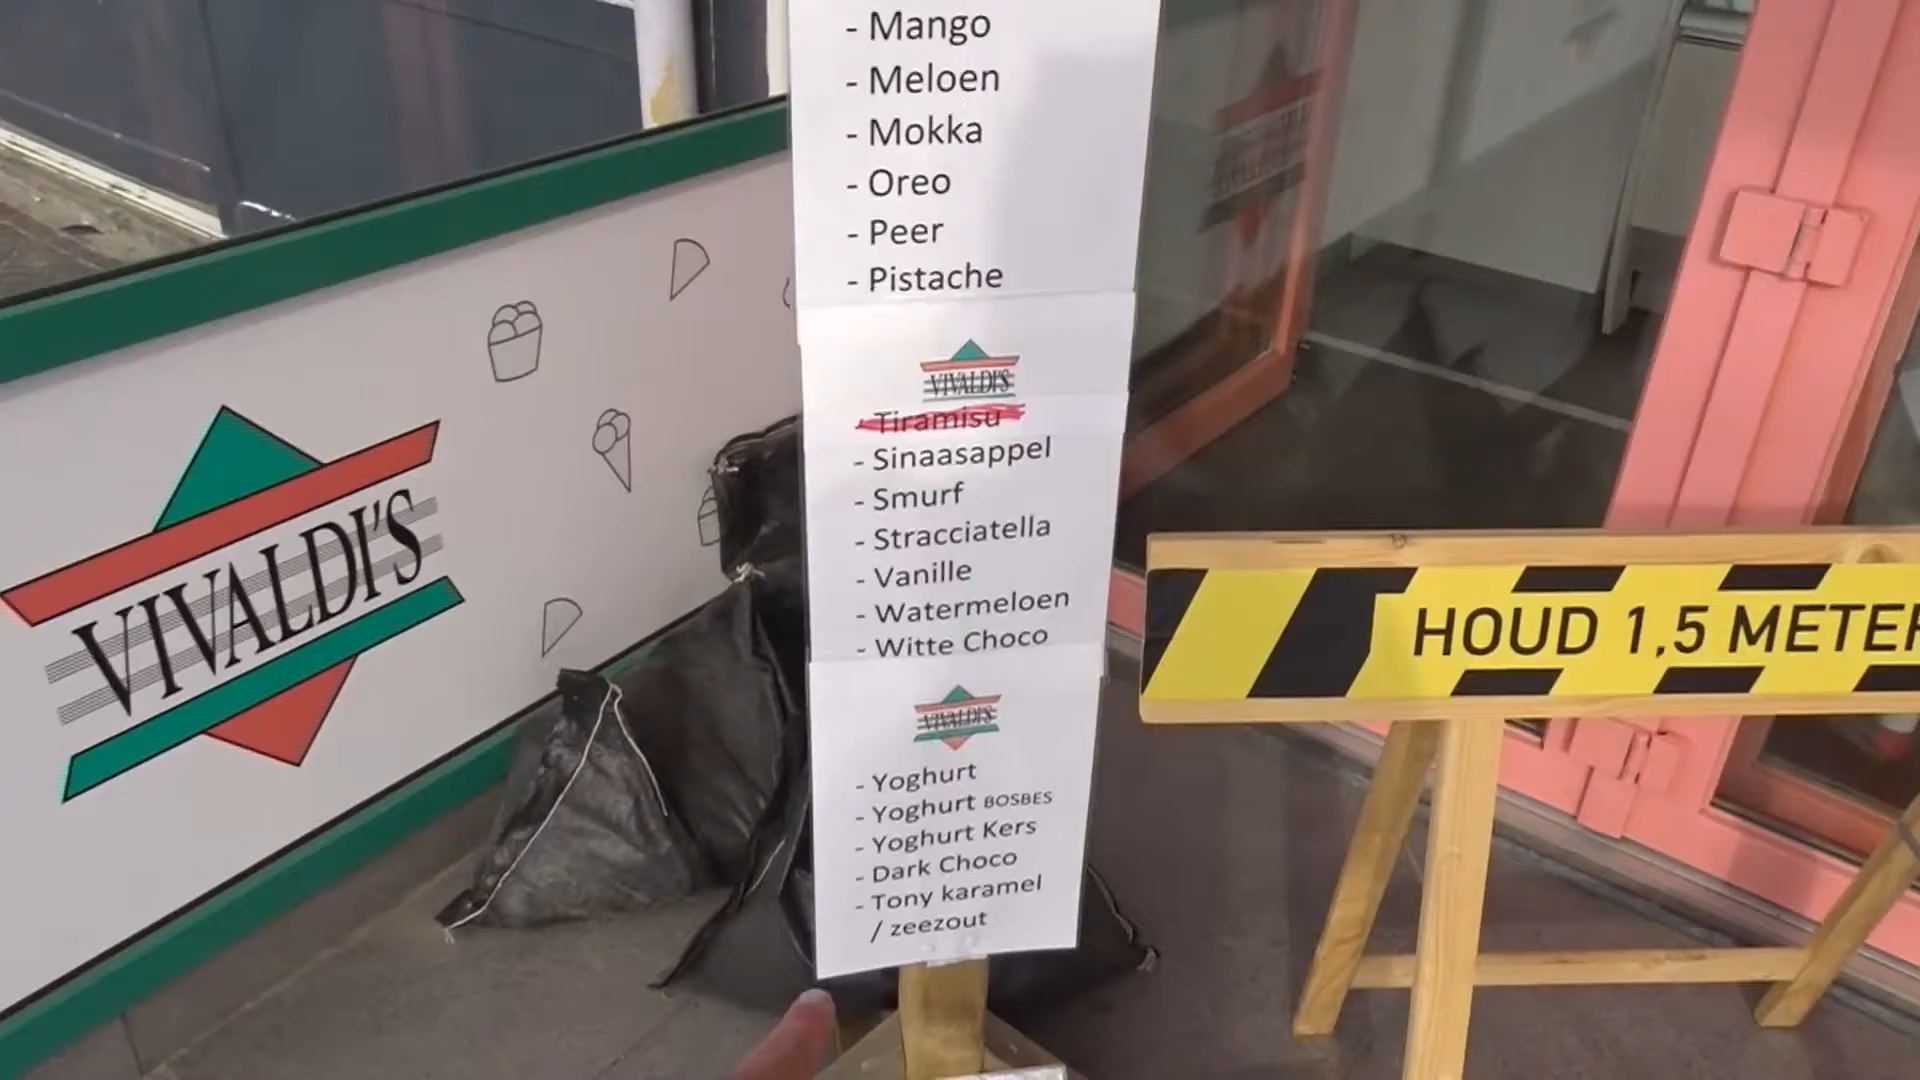 - Mango
- Meloen
- Mokka
- Oreo
- Peer
- Pistache
VIVALDI'S
Tiramisu
- Sinaasappel
- Smurf
- Stracciatella
- Vanille
- Watermeloen
- Witte Choco
VIVALDI'S
- Yoghurt
- Yoghurt BOSBES
- Yoghurt Kers
- Dark Choco
- Tony karamel
/ zeezout
VIVALDI'S
HOUD 1,5 METER